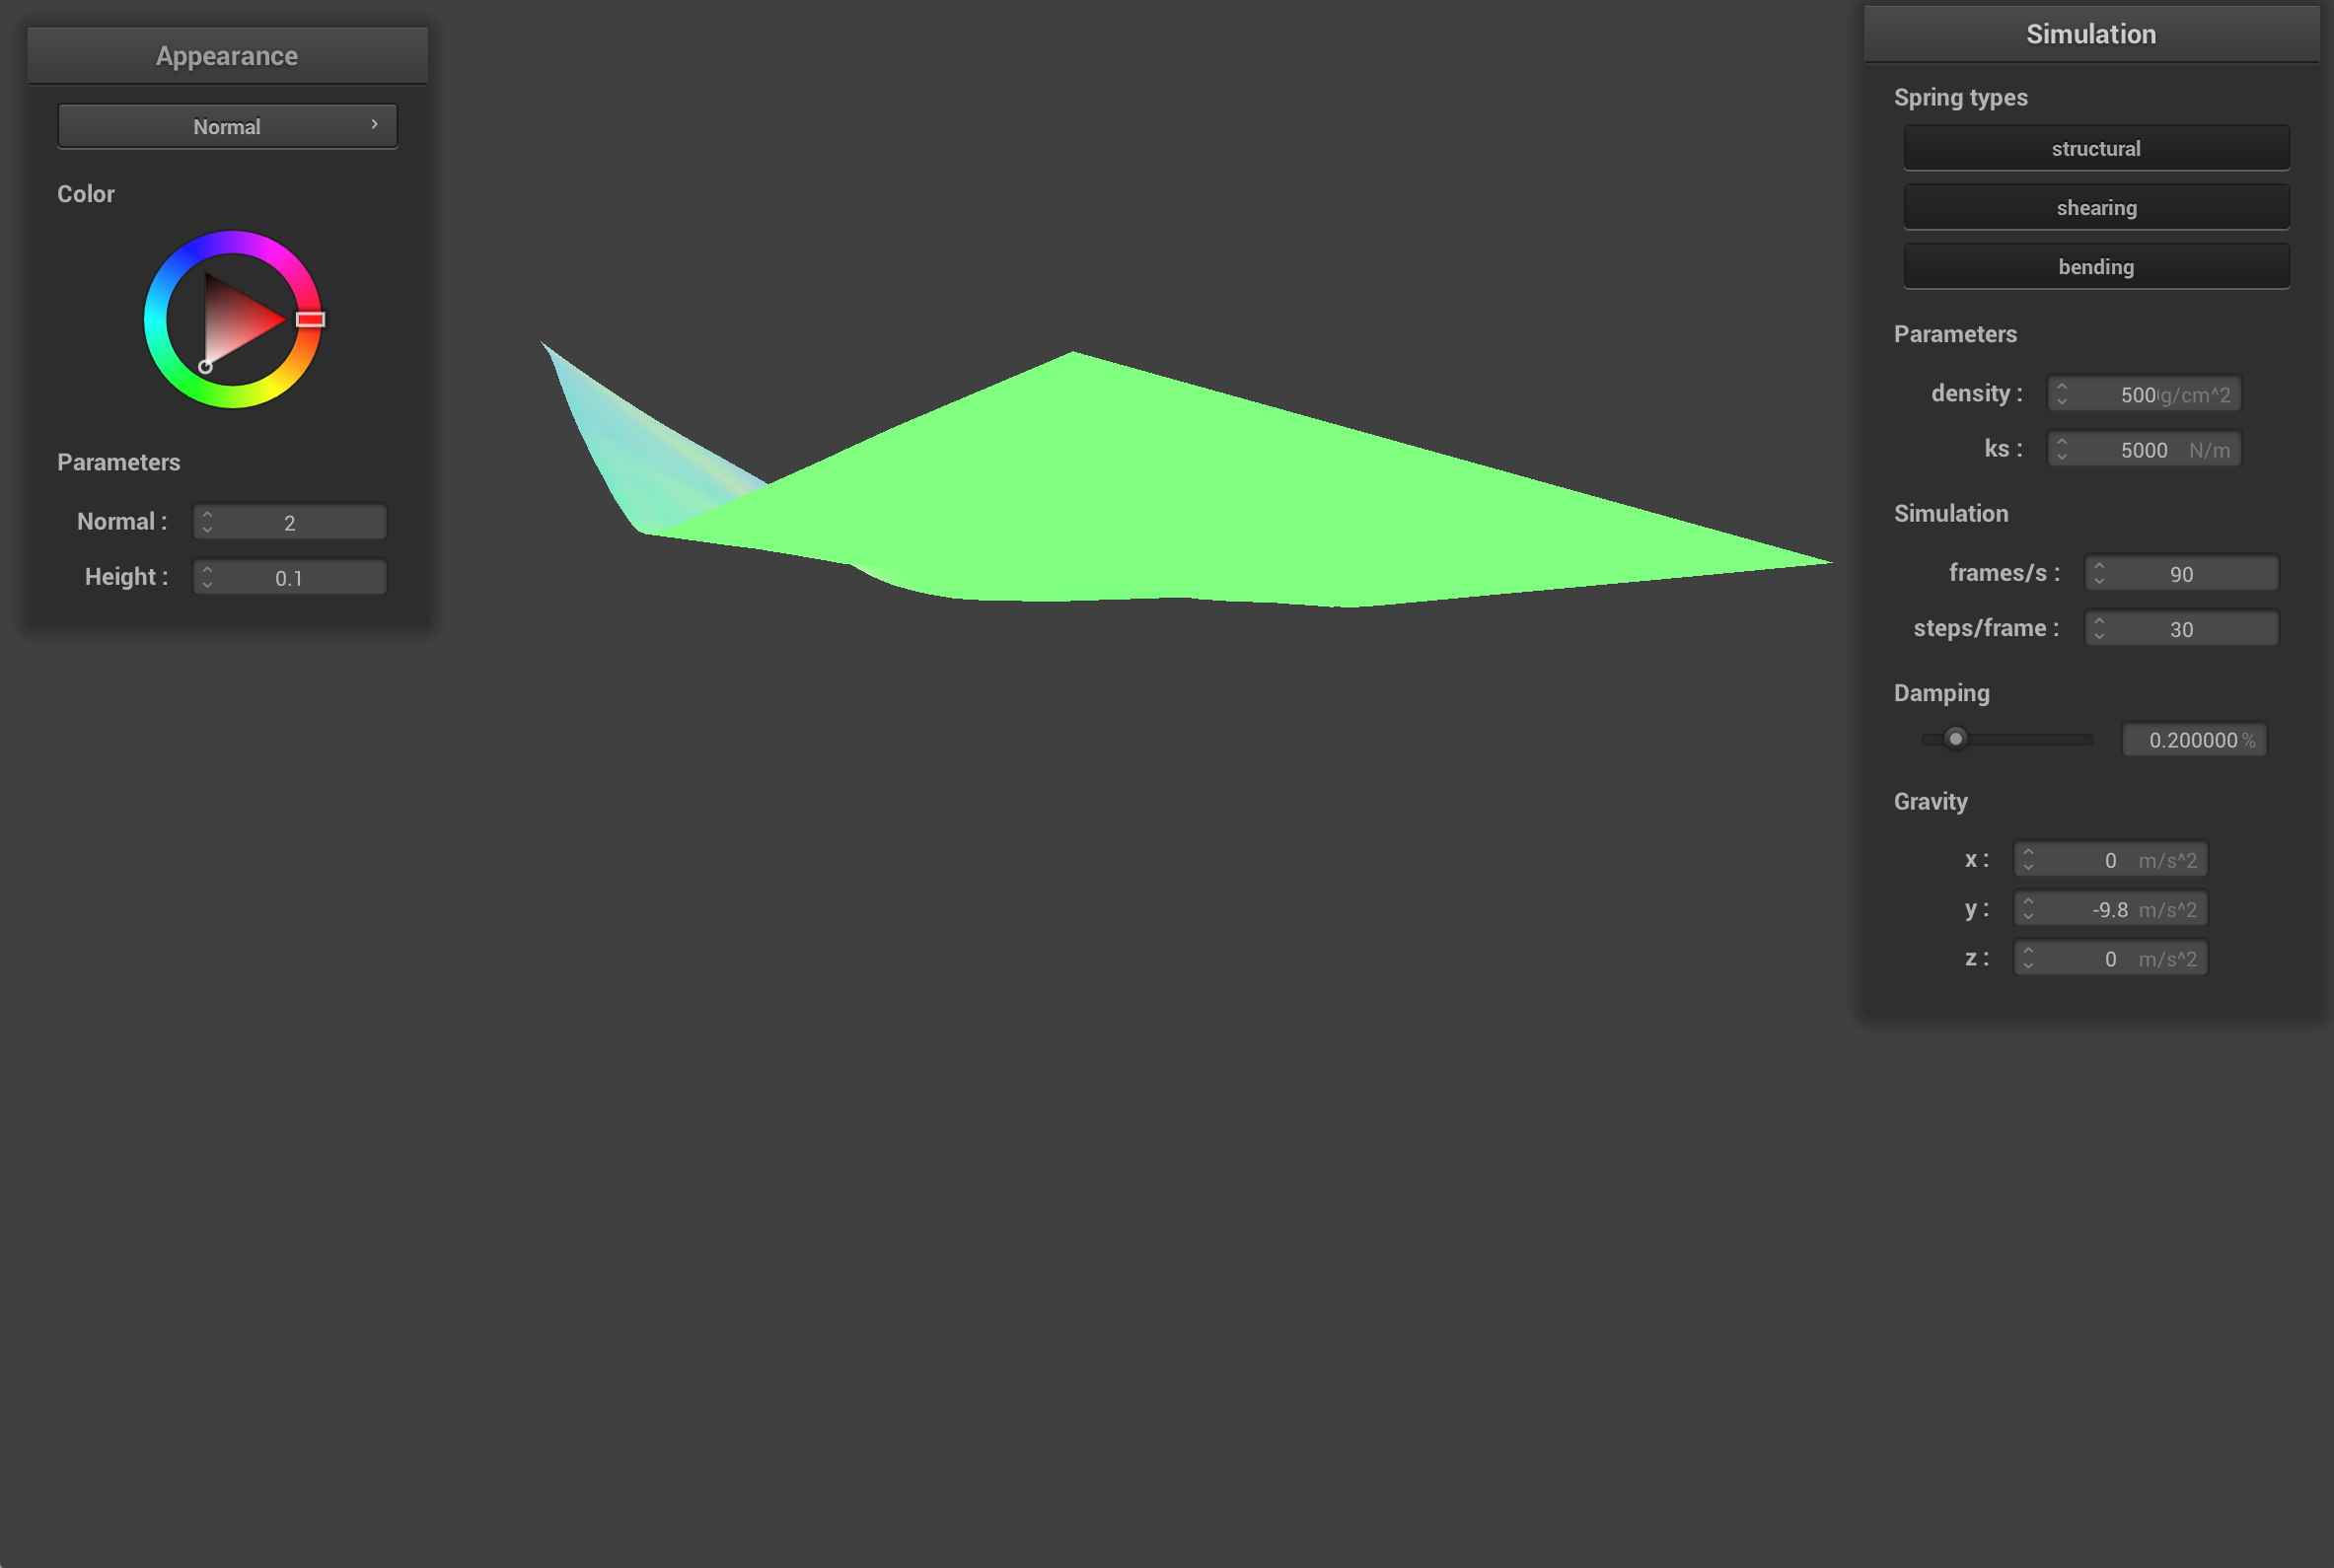 Appearance
Normal
Color
Parameters
Normal : 2
Height : 0.1
Simulation
Spring types
structural
shearing
bending
Parameters
density : 500 g/cm^2
ks : 5000 N/m
Simulation
frames/s : 90
steps/frame : 30
Damping
0.200000 %
Gravity
x : 0 m/s^2
y : -9.8 m/s^2
z : 0 m/s^2